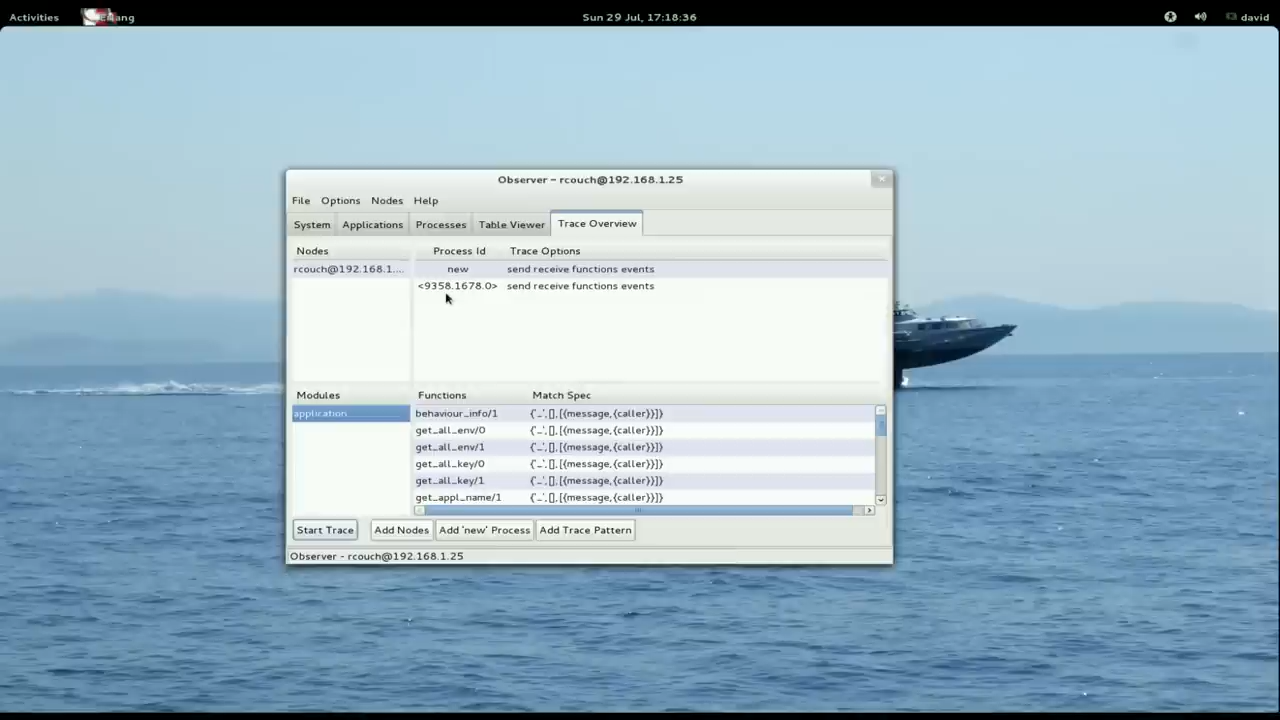 Activities Erlang Sun 29 Jul, 17:18:36 david
Observer - rcouch@192.168.1.25
File Options Nodes Help
System Applications Processes Table Viewer Trace Overview
Nodes Process Id Trace Options
rcouch@192.168.1.... new send receive functions events
<9358.1678.0> send receive functions events
Modules Functions Match Spec
application behaviour_info/1 {'_',[],[{message,{caller}}]}
get_all_env/0 {'_',[],[{message,{caller}}]}
get_all_env/1 {'_',[],[{message,{caller}}]}
get_all_key/0 {'_',[],[{message,{caller}}]}
get_all_key/1 {'_',[],[{message,{caller}}]}
get_appl_name/1 {'_',[],[{message,{caller}}]}
Start Trace Add Nodes Add 'new' Process Add Trace Pattern
Observer - rcouch@192.168.1.25